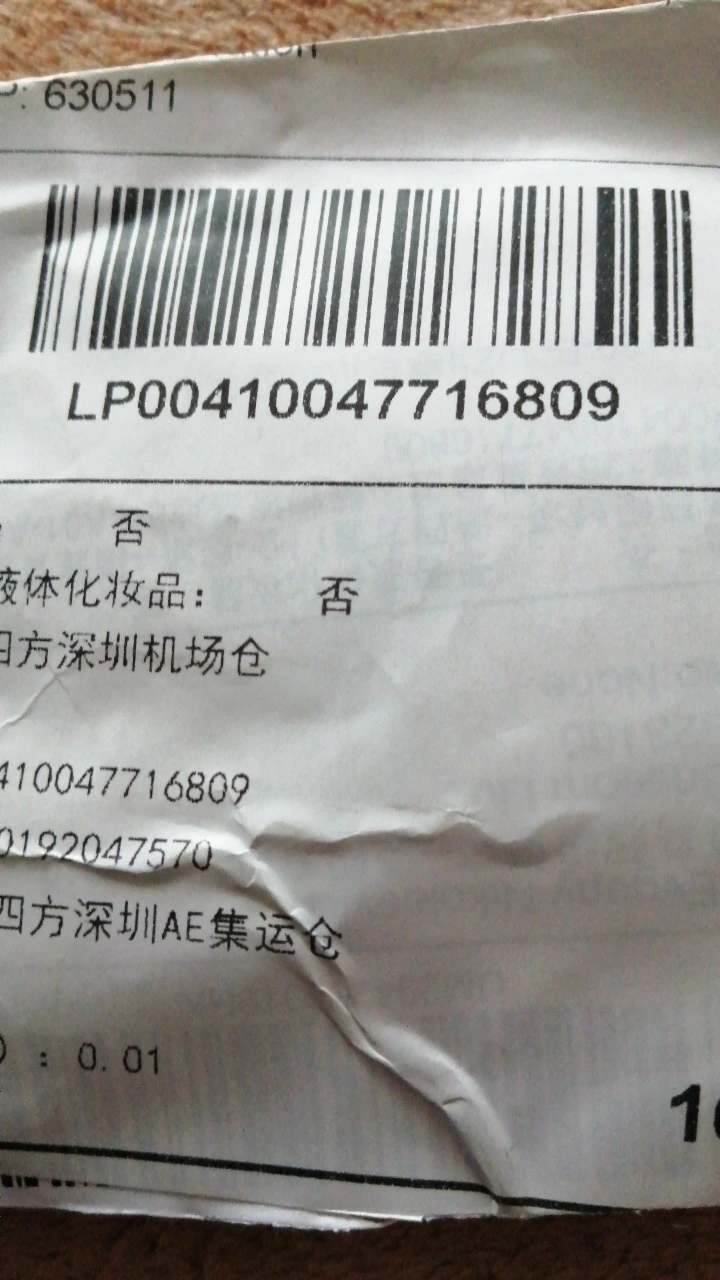 P: 630511
LP00410047716809
否
液体化妆品: 否
四方深圳机场仓
410047716809
0192047570
四方深圳AE集运仓
) : 0.01